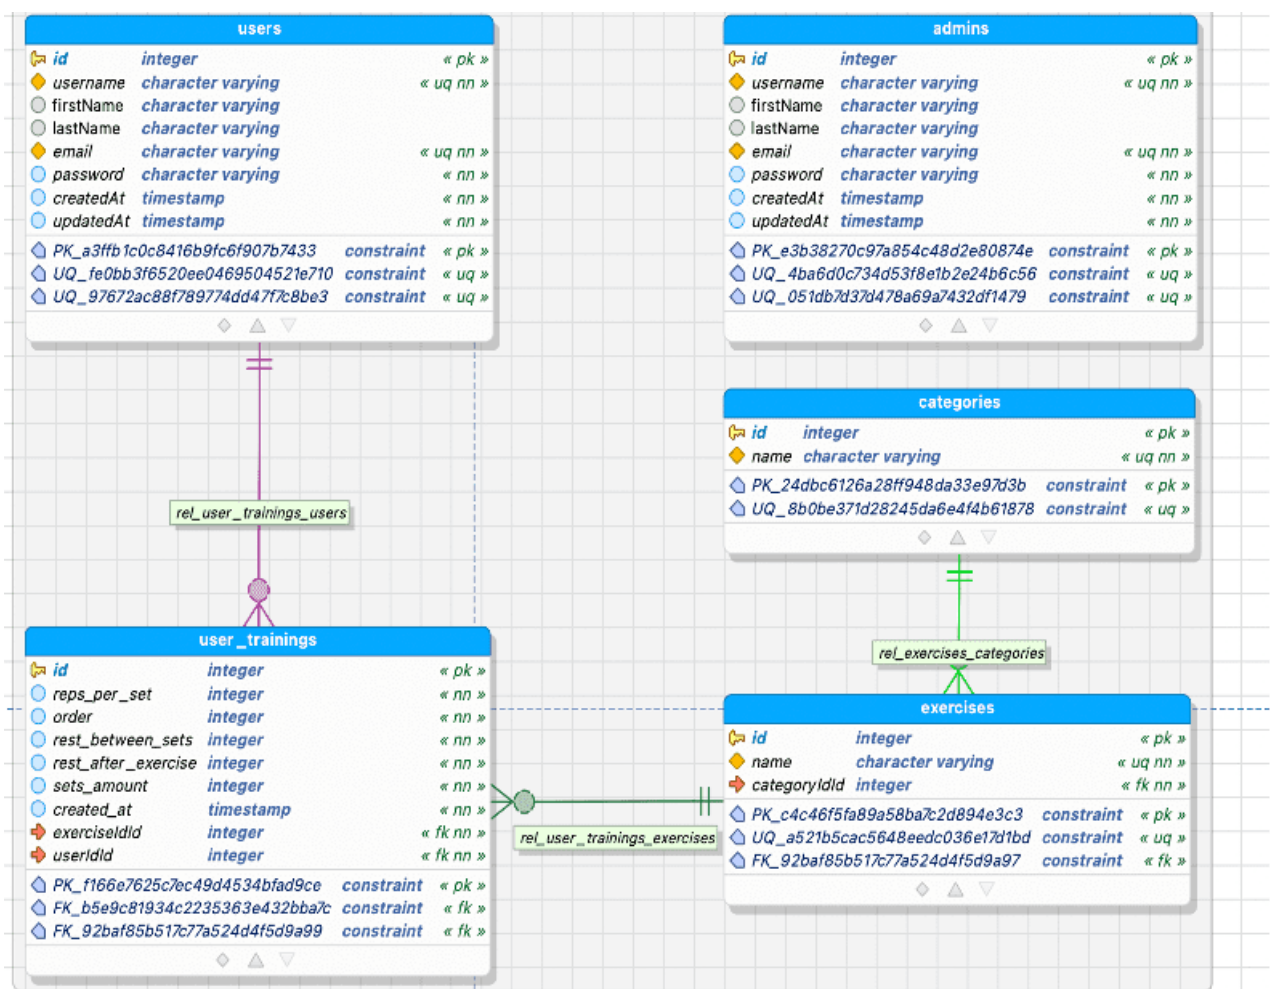 users
id integer « pk »
username character varying « uq nn »
firstName character varying
lastName character varying
email character varying « uq nn »
password character varying « nn »
createdAt timestamp « nn »
updatedAt timestamp « nn »
PK_a3ffb1c0c8416b9fc6f907b7433 constraint « pk »
UQ_fe0bb3f6520ee0469504521e710 constraint « uq »
UQ_97672ac88f789774dd47f7c8be3 constraint « uq »
admins
id integer « pk »
username character varying « uq nn »
firstName character varying
lastName character varying
email character varying « uq nn »
password character varying « nn »
createdAt timestamp « nn »
updatedAt timestamp « nn »
PK_e3b38270c97a854c48d2e80874e constraint « pk »
UQ_4ba6d0c734d53f8e1b2e24b6c56 constraint « uq »
UQ_051db7d37d478a69a7432df1479 constraint « uq »
categories
id integer « pk »
name character varying « uq nn »
PK_24dbc6126a28ff948da33e97d3b constraint « pk »
UQ_8b0be371d28245da6e4f4b61878 constraint « uq »
rel_user_trainings_users
rel_exercises_categories
user_trainings
id integer « pk »
reps_per_set integer « nn »
order integer « nn »
rest_between_sets integer « nn »
rest_after_exercise integer « nn »
sets_amount integer « nn »
created_at timestamp « nn »
exerciseIdId integer « fk nn »
userIdId integer « fk nn »
PK_f166e7625c7ec49d4534bfad9ce constraint « pk »
FK_b5e9c81934c2235363e432bba7c constraint « fk »
FK_92baf85b517c77a524d4f5d9a99 constraint « fk »
rel_user_trainings_exercises
exercises
id integer « pk »
name character varying « uq nn »
categoryIdId integer « fk nn »
PK_c4c46f5fa89a58ba7c2d894e3c3 constraint « pk »
UQ_a521b5cac5648eedc036e17d1bd constraint « uq »
FK_92baf85b517c77a524d4f5d9a97 constraint « fk »